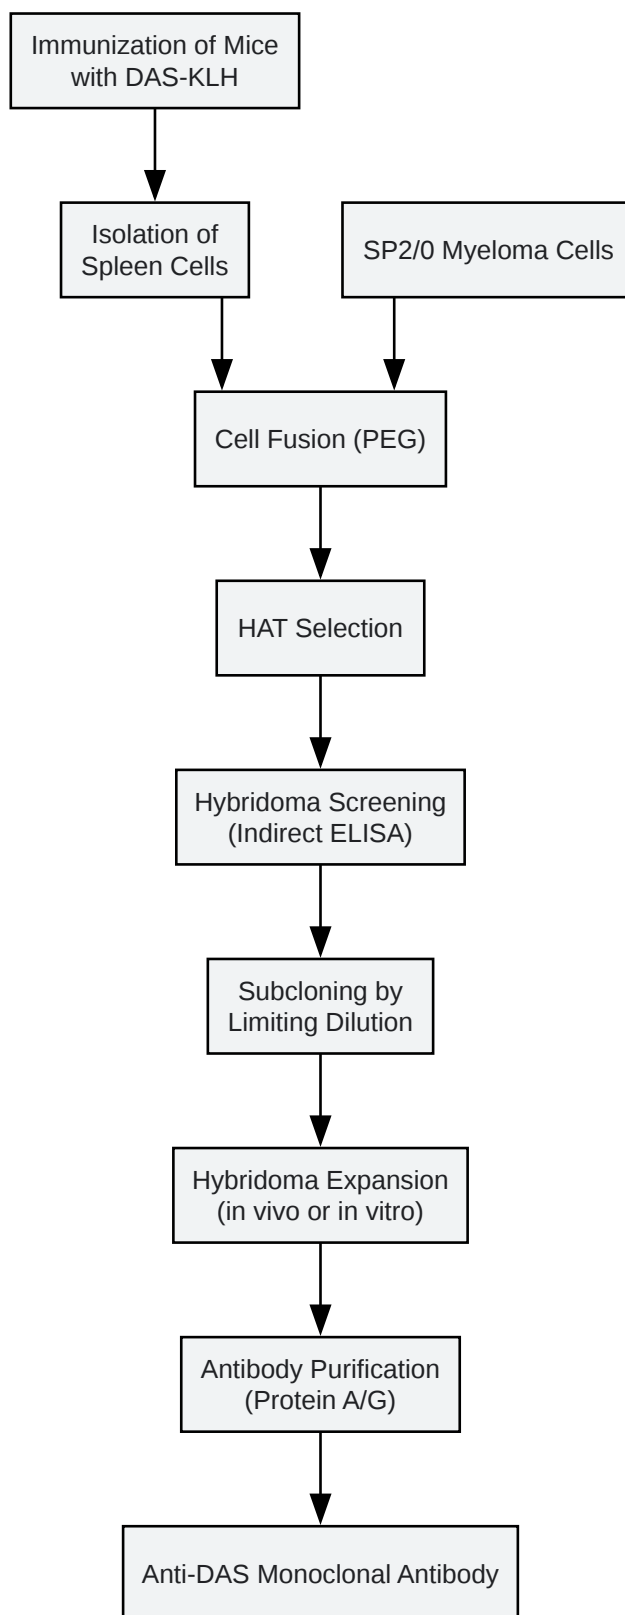 Immunization of Mice
with DAS-KLH
Isolation of
Spleen Cells
SP2/0 Myeloma Cells
Cell Fusion (PEG)
HAT Selection
Hybridoma Screening
(Indirect ELISA)
Subcloning by
Limiting Dilution
Hybridoma Expansion
(in vivo or in vitro)
Antibody Purification
(Protein A/G)
Anti-DAS Monoclonal Antibody